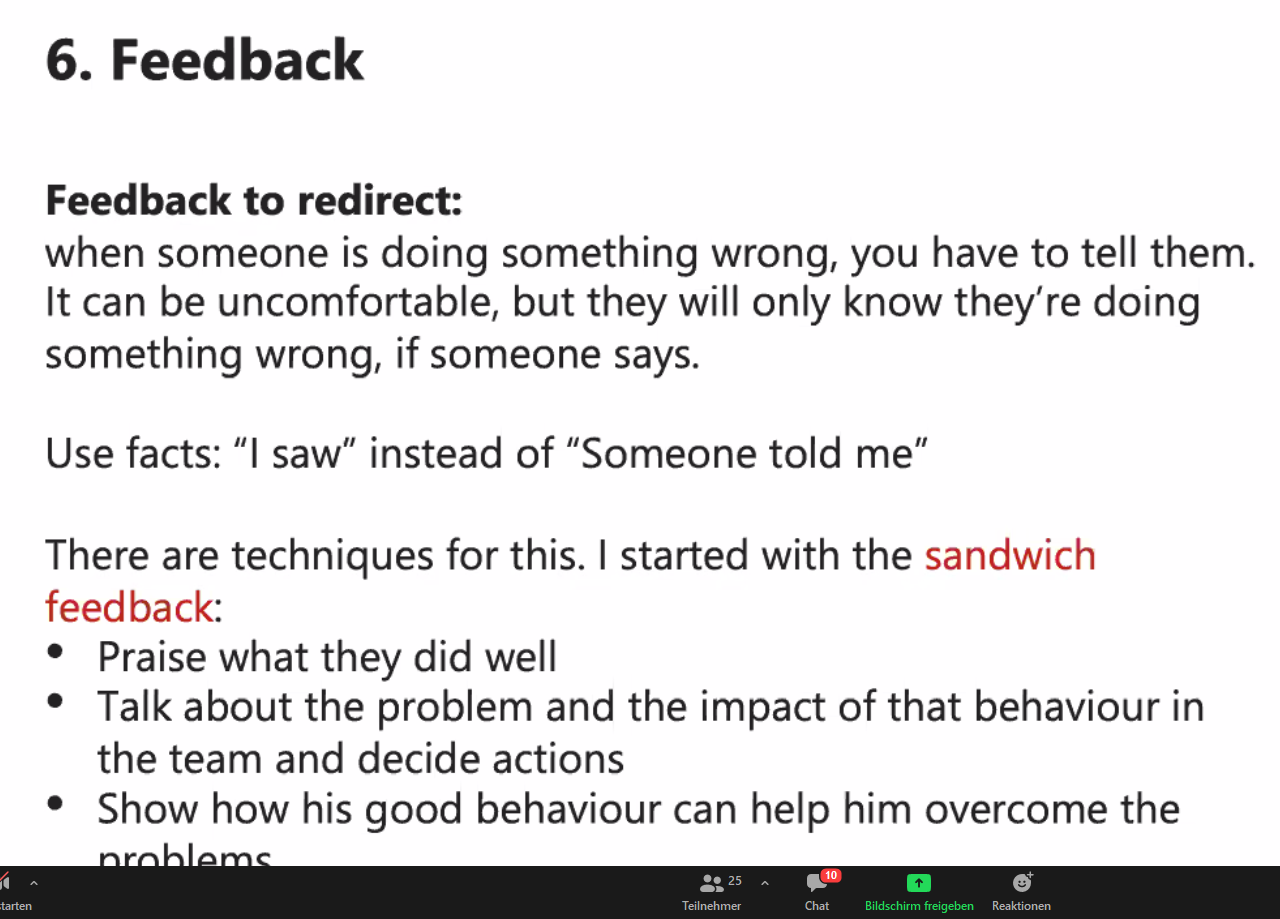 6. Feedback
Feedback to redirect:
when someone is doing something wrong, you have to tell them.
It can be uncomfortable, but they will only know they’re doing
something wrong, if someone says.
Use facts: “I saw” instead of “Someone told me”
There are techniques for this. I started with the sandwich
feedback:
• Praise what they did well
• Talk about the problem and the impact of that behaviour in
the team and decide actions
• Show how his good behaviour can help him overcome the
problems
25
10
tarten
Teilnehmer
Chat
Bildschirm freigeben
Reaktionen